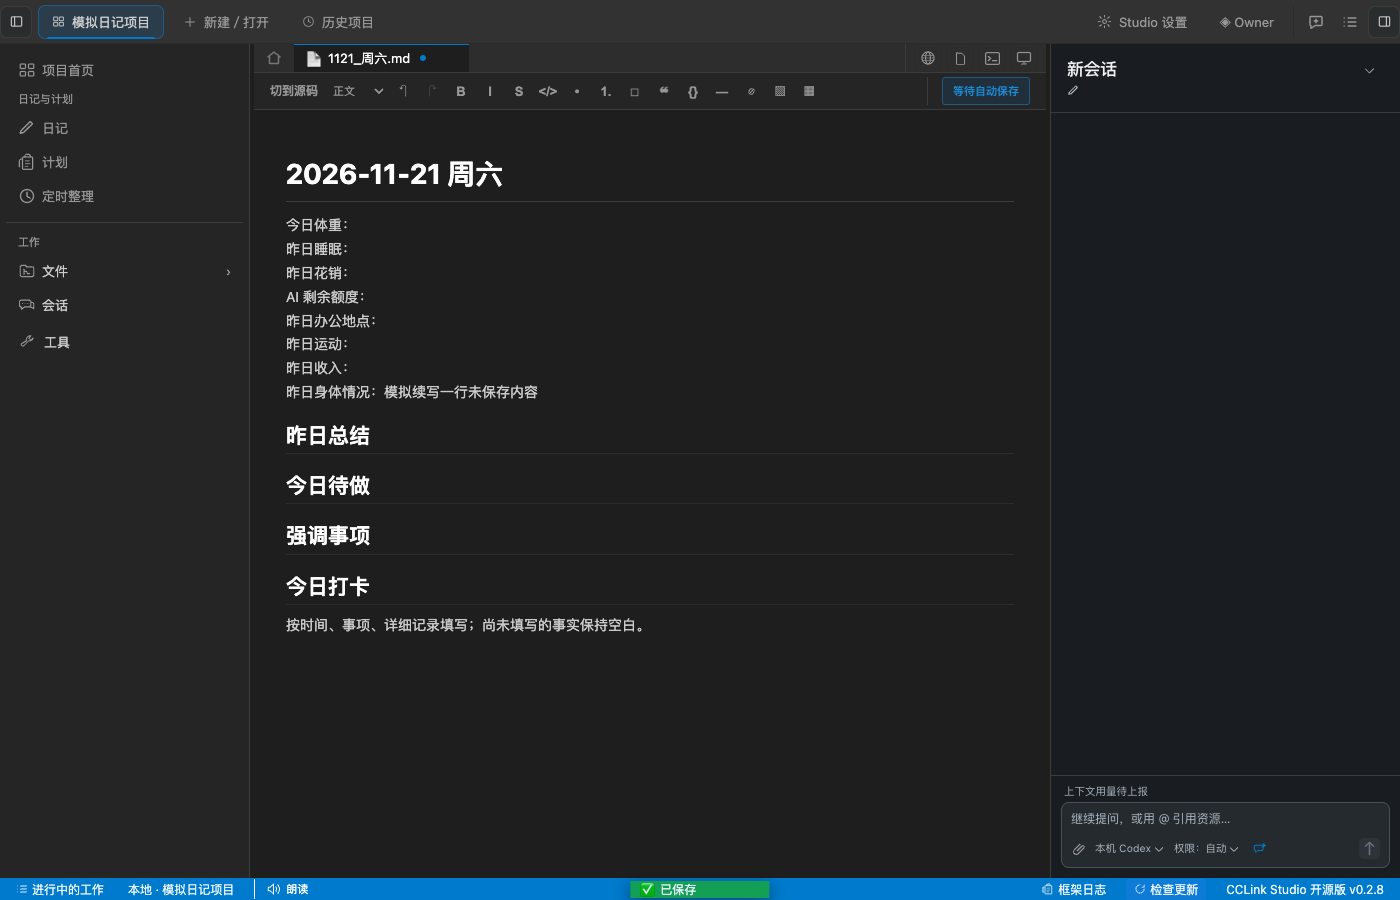 模拟日记项目
新建 / 打开
历史项目
Studio 设置
Owner
项目首页
日记与计划
日记
计划
定时整理
工作
文件
会话
工具
1121_周六.md
切到源码 正文 B I S </> • 1. {} — 等待自动保存
2026-11-21 周六
今日体重：
昨日睡眠：
昨日花销：
AI 剩余额度：
昨日办公地点：
昨日运动：
昨日收入：
昨日身体情况：模拟续写一行未保存内容
昨日总结
今日待做
强调事项
今日打卡
按时间、事项、详细记录填写；尚未填写的事实保持空白。
新会话
上下文用量待上报
继续提问，或用 @ 引用资源...
本机 Codex 权限：自动
进行中的工作 本地 · 模拟日记项目 朗读 已保存 框架日志 检查更新 CCLink Studio 开源版 v0.2.8